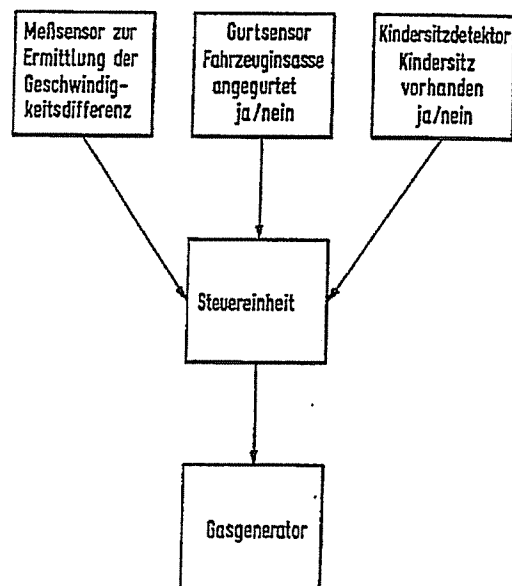 Meßsensor zur
Ermittlung der
Geschwindig-
keitsdifferenz
Gurtsensor
Fahrzeuginsasse
angegurtet
ja/nein
Kindersitzdetektor
Kindersitz
vorhanden
ja/nein
Steuereinheit
Gasgenerator